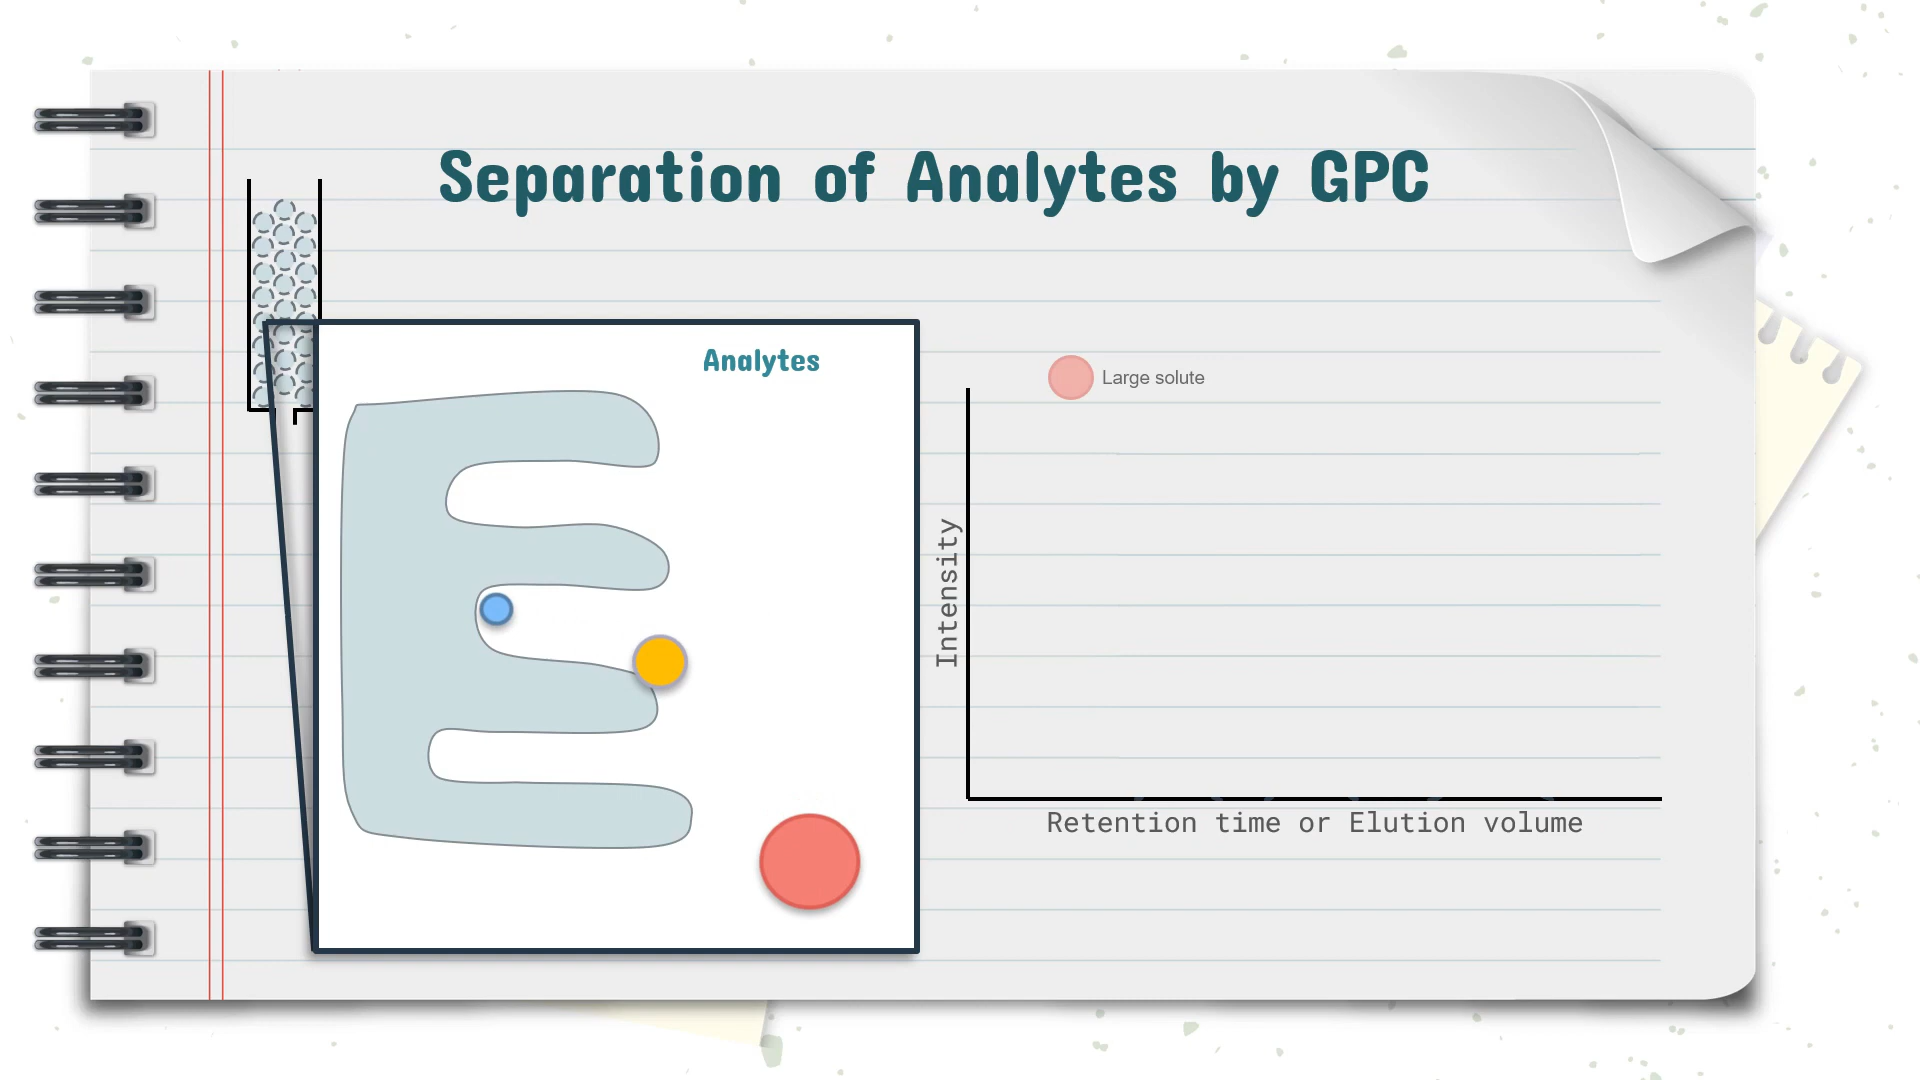 Separation of Analytes by GPC
Analytes
Large solute
Intensity
Retention time or Elution volume